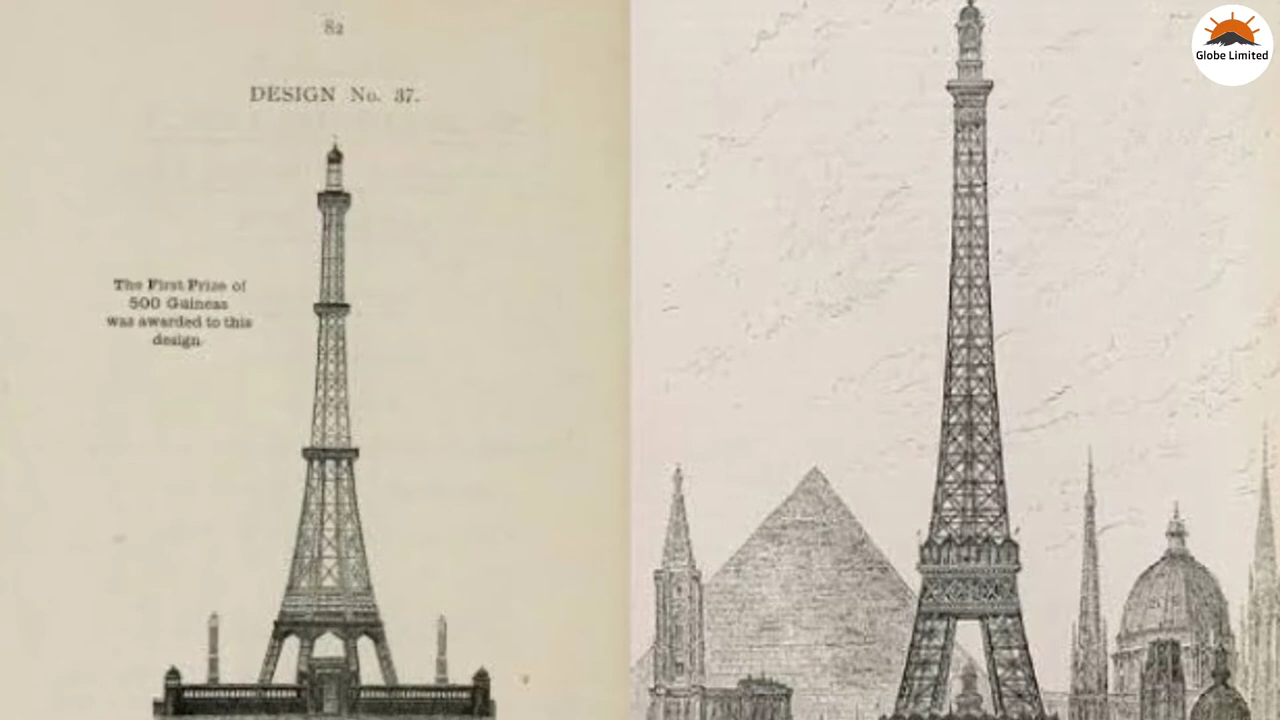 82
DESIGN No. 37.
The First Prize of
500 Guineas
was awarded to this
design.
Globe Limited